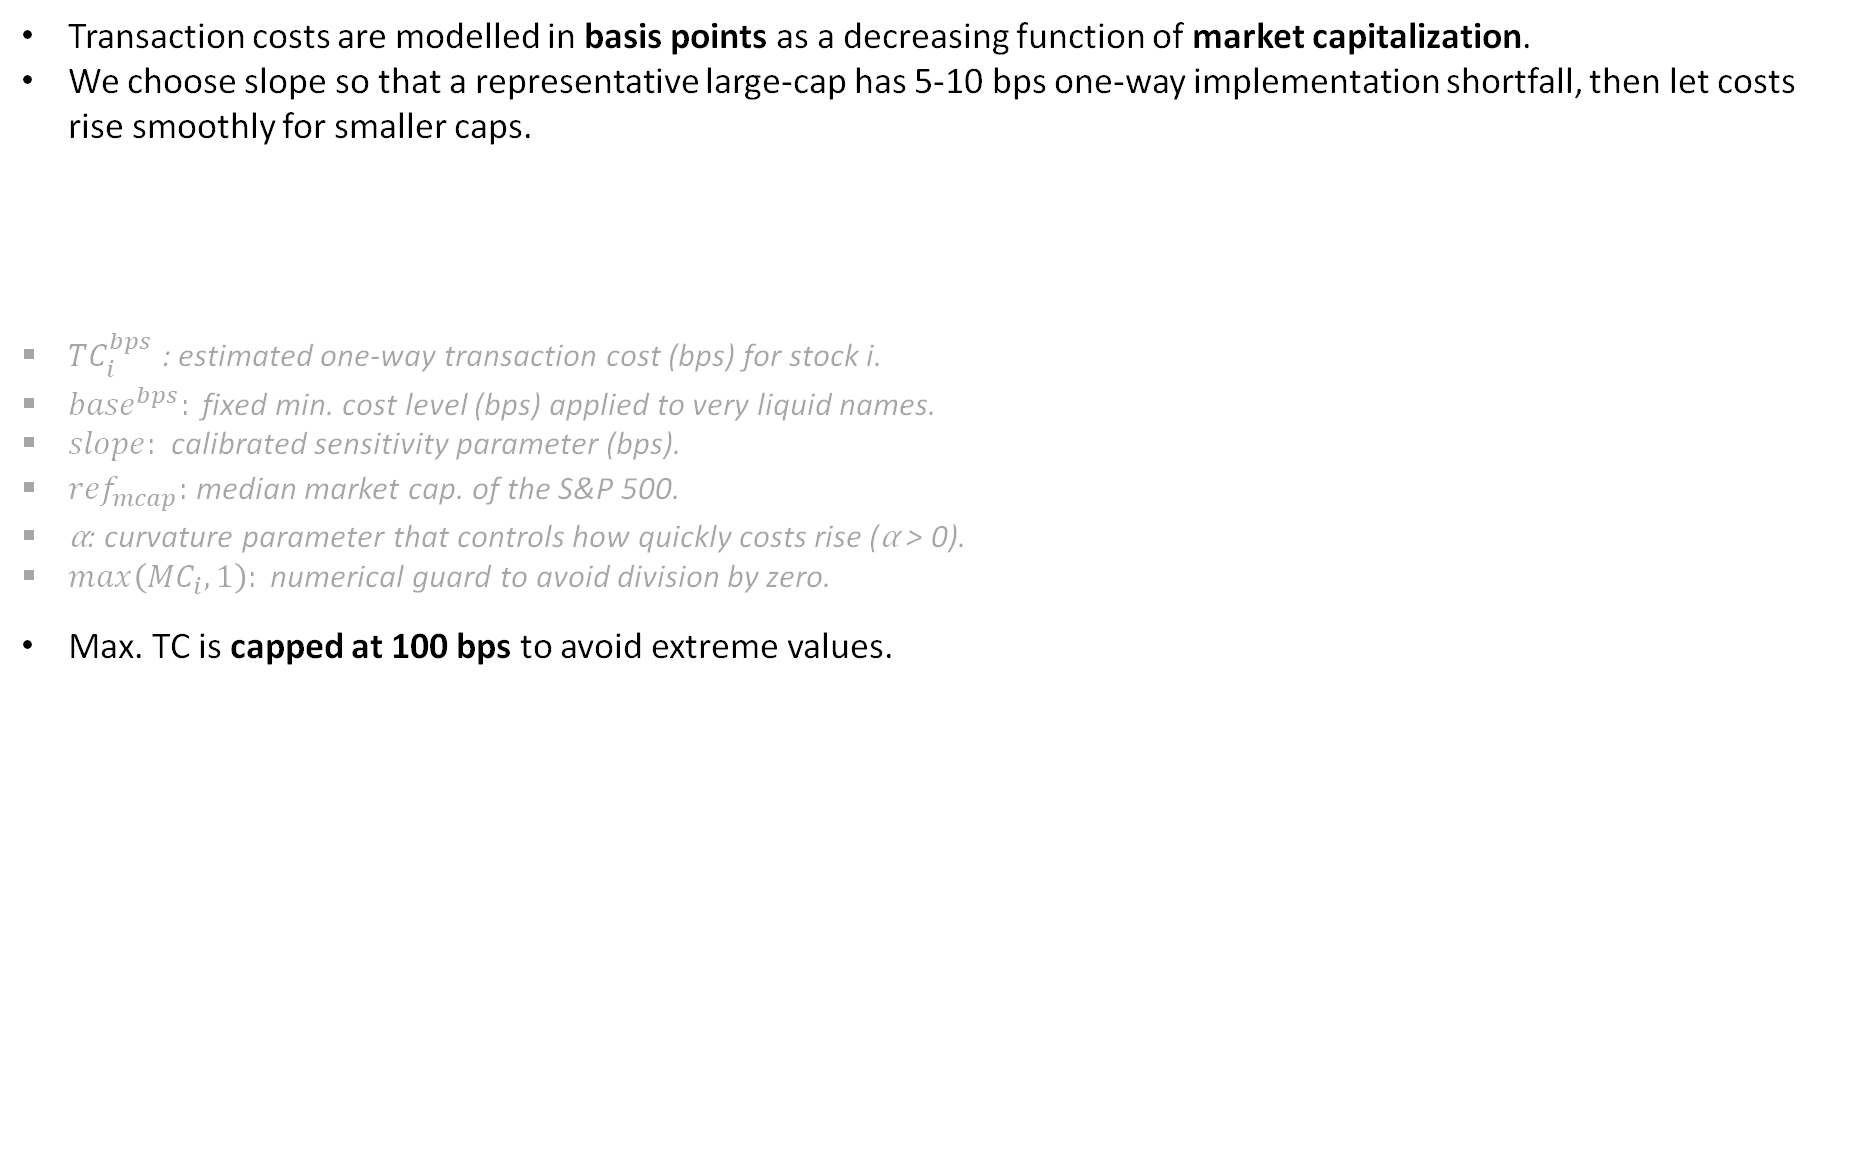 • Transaction costs are modelled in basis points as a decreasing function of market capitalization.
• We choose slope so that a representative large-cap has 5-10 bps one-way implementation shortfall, then let costs
rise smoothly for smaller caps.
▪ TC_i^bps : estimated one-way transaction cost (bps) for stock i.
▪ base^bps: fixed min. cost level (bps) applied to very liquid names.
▪ slope: calibrated sensitivity parameter (bps).
▪ ref_mcap: median market cap. of the S&P 500.
▪ α: curvature parameter that controls how quickly costs rise (α > 0).
▪ max(MC_i, 1): numerical guard to avoid division by zero.
• Max. TC is capped at 100 bps to avoid extreme values.